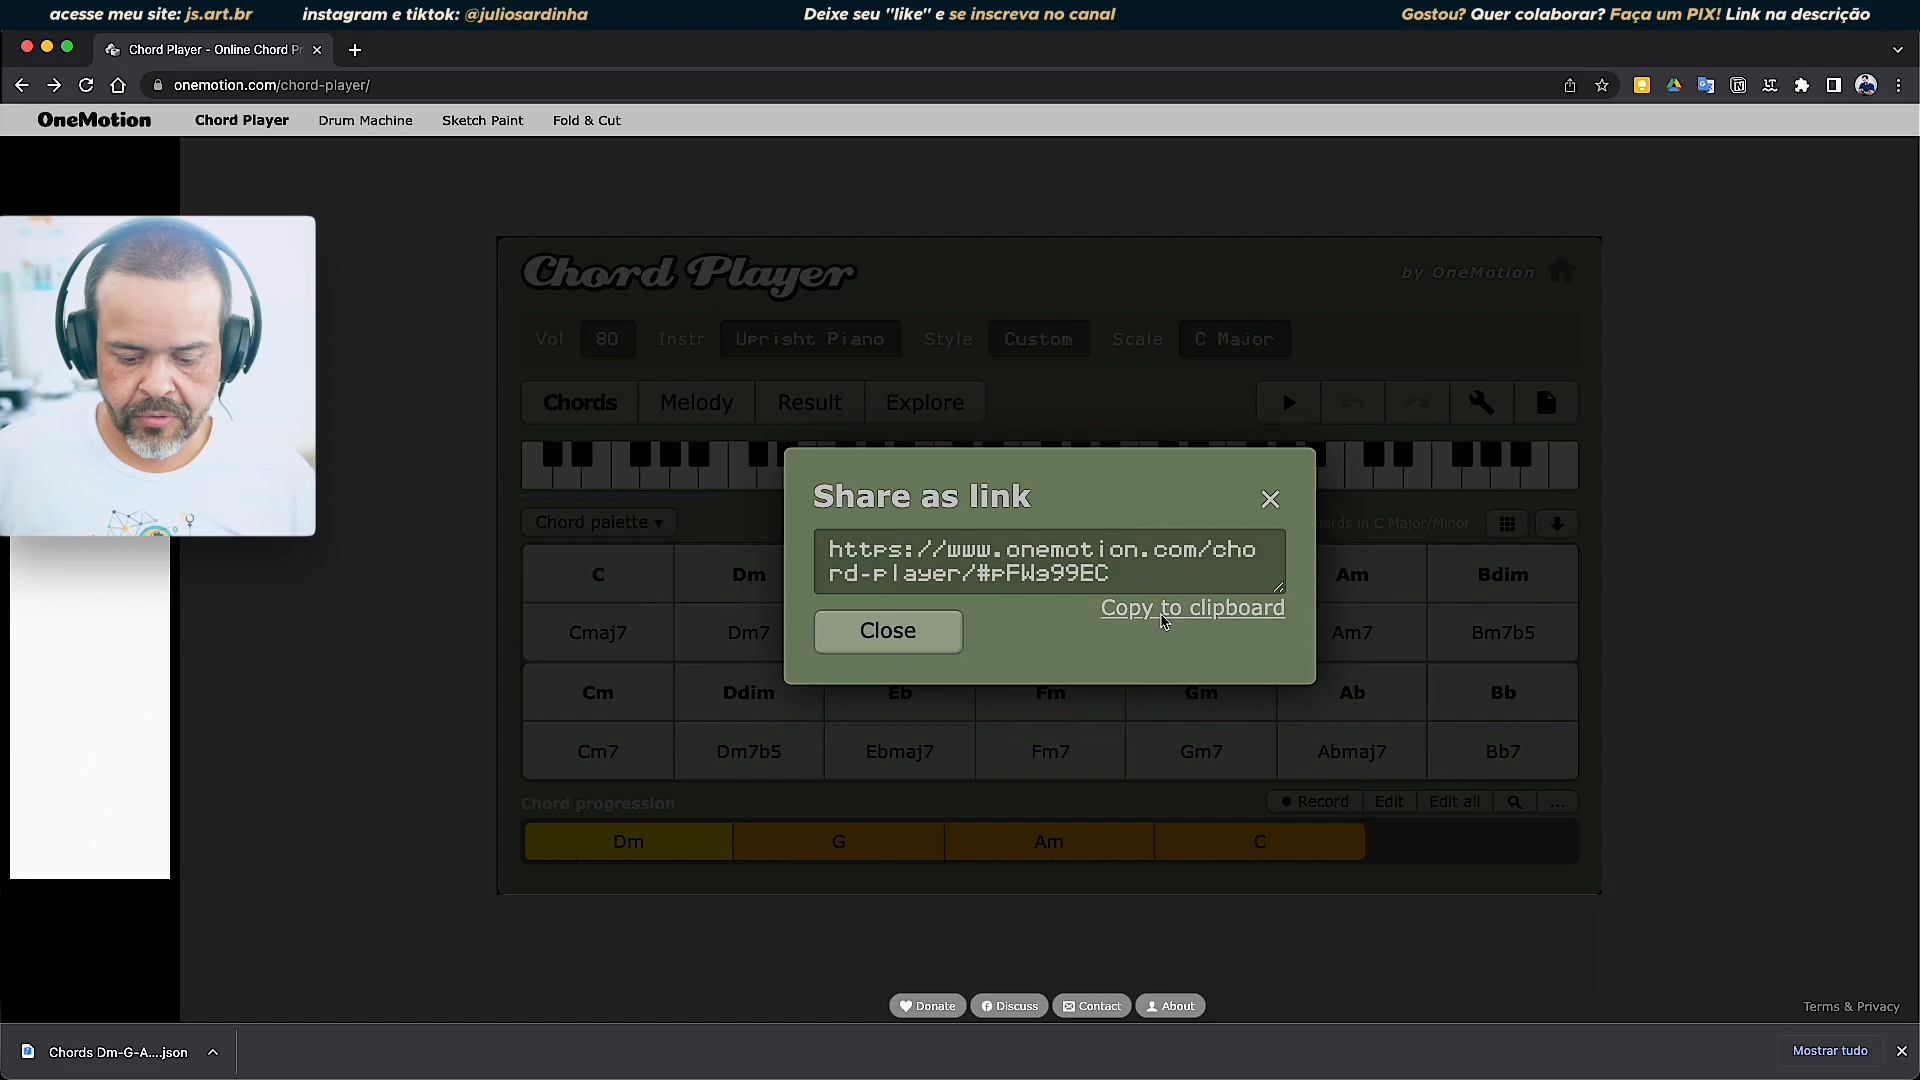 acesse meu site: js.art.br
instagram e tiktok: @juliosardinha
Deixe seu "like" e se inscreva no canal
Gostou? Quer colaborar? Faça um PIX! Link na descrição
Chord Player - Online Chord Pr
onemotion.com/chord-player/
OneMotion
Chord Player
Drum Machine
Sketch Paint
Fold & Cut
Chord Player
by OneMotion
Vol 80 Instr Upright Piano Style Custom Scale C Major
Chords Melody Result Explore
Share as link
https://www.onemotion.com/cho
rd-player/#pFWg99EC
Copy to clipboard
Close
Chord palette ▾
ords in C Major/Minor
C Dm Am Bdim
Cmaj7 Dm7 Am7 Bm7b5
Cm Ddim Eb Fm Gm Ab Bb
Cm7 Dm7b5 Ebmaj7 Fm7 Gm7 Abmaj7 Bb7
Chord progression
Record Edit Edit all ...
Dm G Am C
Donate Discuss Contact About
Terms & Privacy
Chords Dm-G-A....json
Mostrar tudo